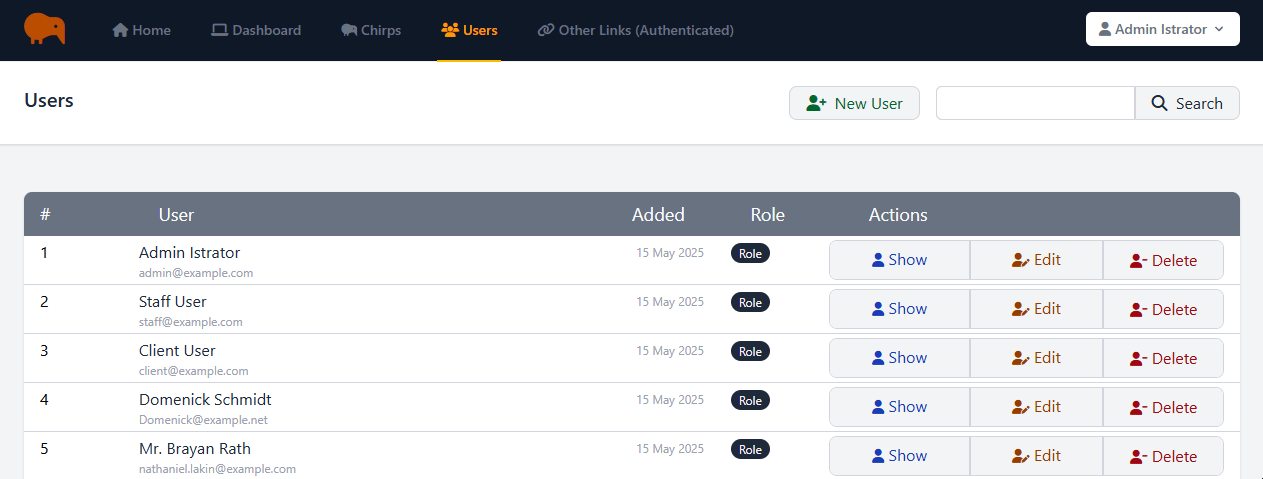 Home Dashboard Chirps Users Other Links (Authenticated) Admin Istrator
Users New User Search
# User Added Role Actions
1 Admin Istrator 15 May 2025 Role Show Edit Delete
admin@example.com
2 Staff User 15 May 2025 Role Show Edit Delete
staff@example.com
3 Client User 15 May 2025 Role Show Edit Delete
client@example.com
4 Domenick Schmidt 15 May 2025 Role Show Edit Delete
Domenick@example.net
5 Mr. Brayan Rath 15 May 2025 Role Show Edit Delete
nathaniel.lakin@example.com